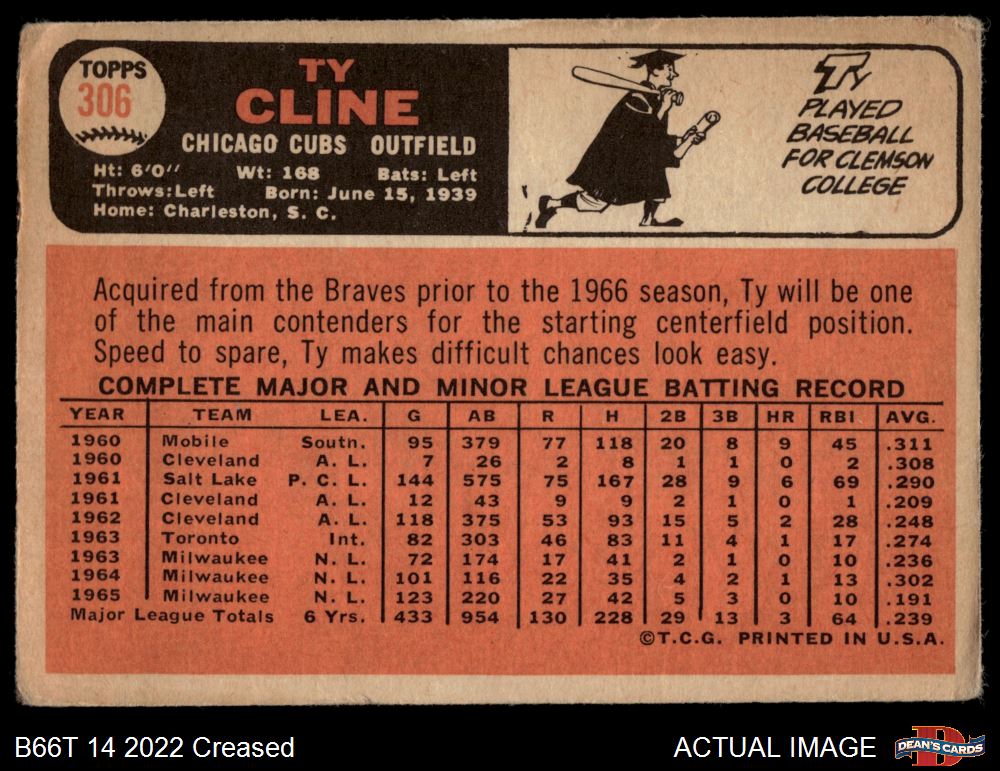 TOPPS
306
TY
CLINE
CHICAGO CUBS OUTFIELD
Ht: 6'0" Wt: 168 Bats: Left
Throws: Left Born: June 15, 1939
Home: Charleston, S. C.
TY
PLAYED
BASEBALL
FOR CLEMSON
COLLEGE
Acquired from the Braves prior to the 1966 season, Ty will be one
of the main contenders for the starting centerfield position.
Speed to spare, Ty makes difficult chances look easy.
COMPLETE MAJOR AND MINOR LEAGUE BATTING RECORD
YEAR TEAM LEA. G AB R H 2B 3B HR RBI AVG.
1960 Mobile South. 95 379 77 118 20 8 9 45 .311
1960 Cleveland A. L. 7 26 2 8 1 1 0 2 .308
1961 Salt Lake P. C. L. 144 575 75 167 28 9 6 69 .290
1961 Cleveland A. L. 12 43 9 9 2 1 0 1 .209
1962 Cleveland A. L. 118 375 53 93 15 5 2 28 .248
1963 Toronto Int. 82 303 46 83 11 4 1 17 .274
1963 Milwaukee N. L. 72 174 17 41 2 1 0 10 .236
1964 Milwaukee N. L. 101 116 22 35 4 2 1 13 .302
1965 Milwaukee N. L. 123 220 27 42 5 3 0 10 .191
Major League Totals 6 Yrs. 433 954 130 228 29 13 3 64 .239
©T.C.G. PRINTED IN U.S.A.
B66T 14 2022 Creased
ACTUAL IMAGE
D
DEAN'S CARDS